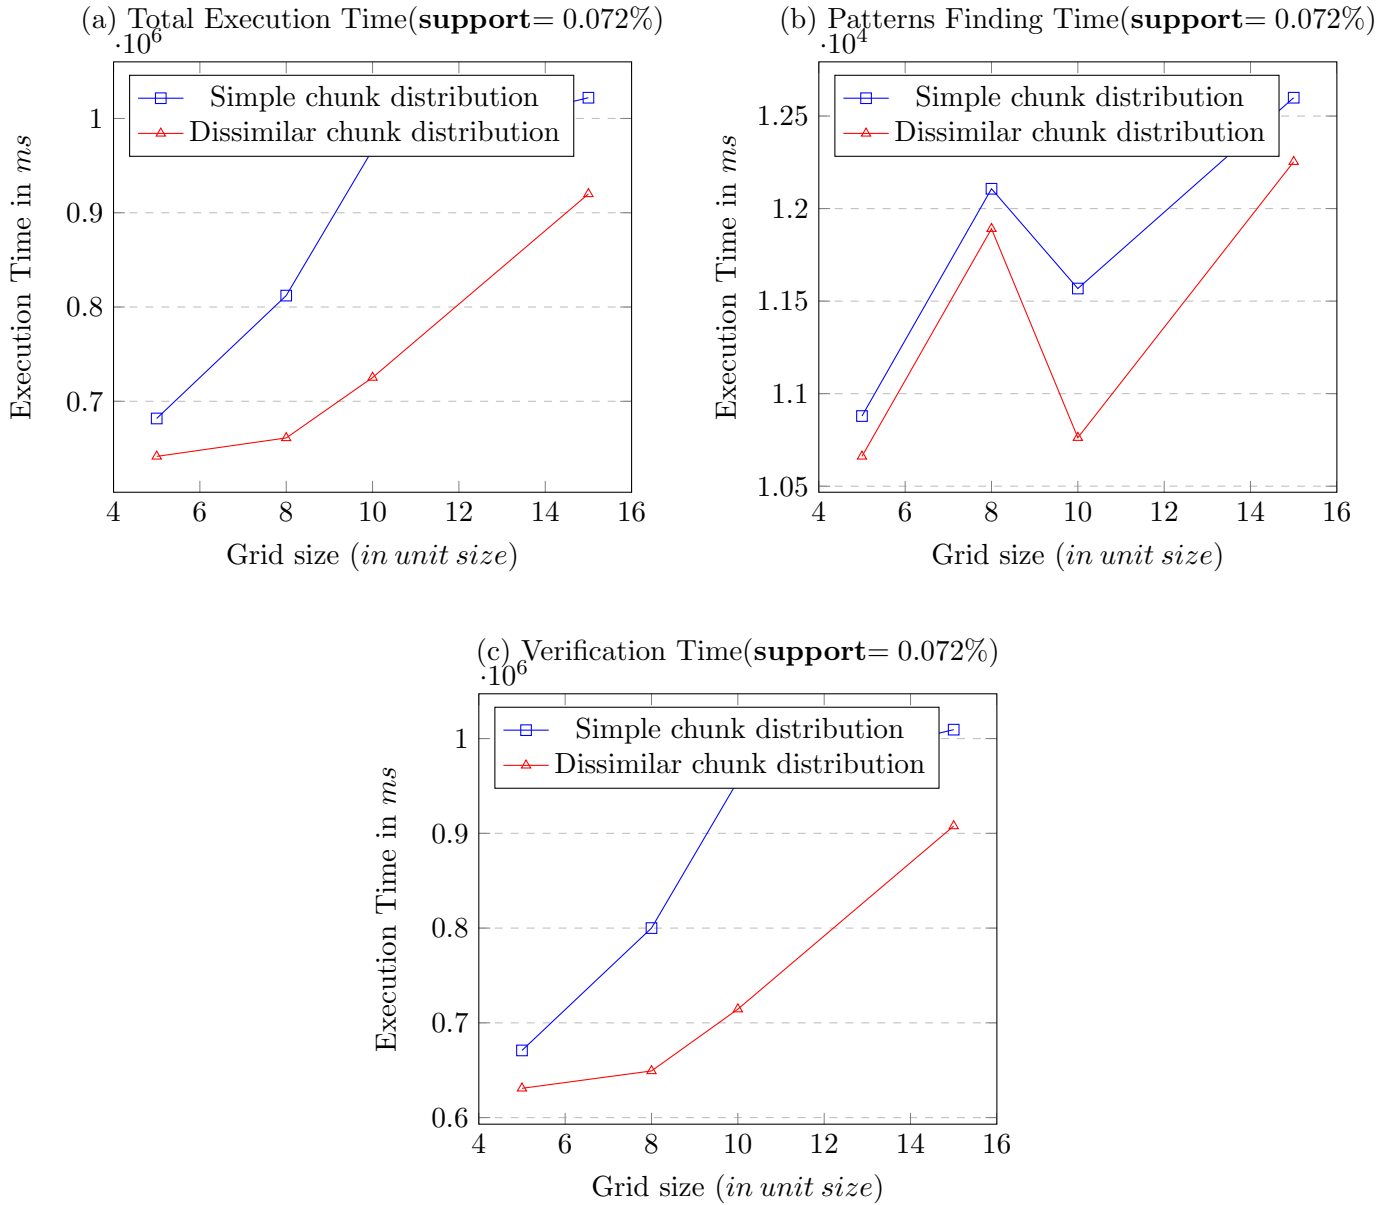 (a) Total Execution Time(support= 0.072%)
·10^6
1
0.9
0.8
0.7
Execution Time in ms
Simple chunk distribution
Dissimilar chunk distribution
4 6 8 10 12 14 16
Grid size (in unit size)
(b) Patterns Finding Time(support= 0.072%)
·10^4
1.25
1.2
1.15
1.1
1.05
Execution Time in ms
Simple chunk distribution
Dissimilar chunk distribution
4 6 8 10 12 14 16
Grid size (in unit size)
(c) Verification Time(support= 0.072%)
·10^6
1
0.9
0.8
0.7
0.6
Execution Time in ms
Simple chunk distribution
Dissimilar chunk distribution
4 6 8 10 12 14 16
Grid size (in unit size)